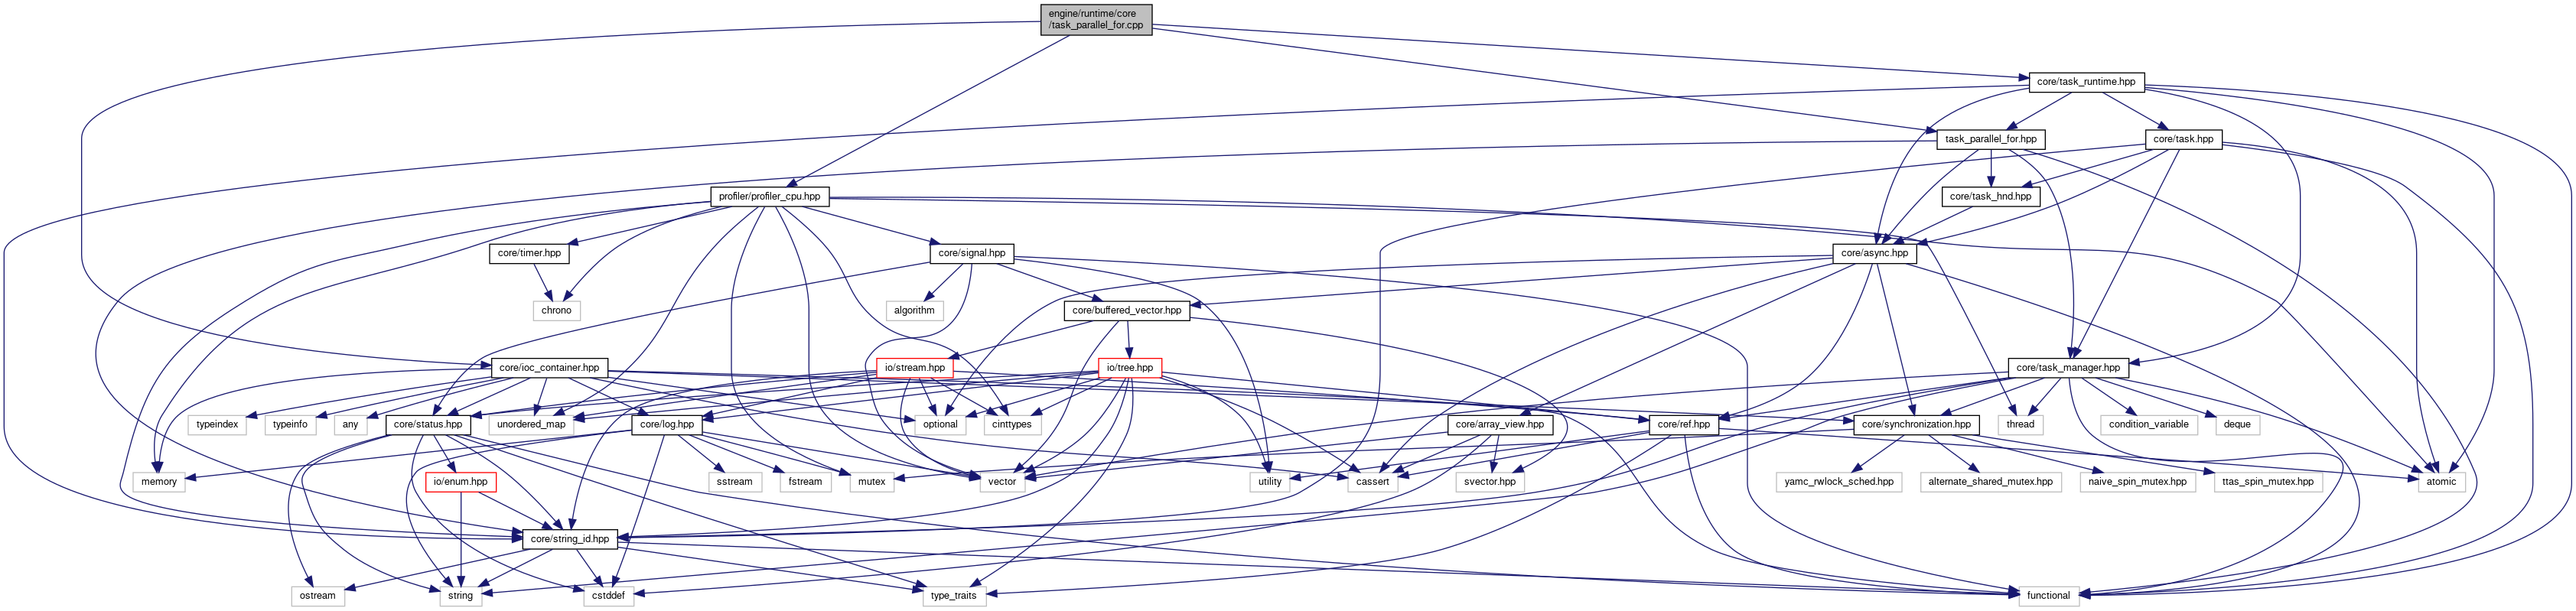 engine/runtime/core
/task_parallel_for.cpp
core/task_runtime.hpp
task_parallel_for.hpp
core/task.hpp
profiler/profiler_cpu.hpp
core/task_hnd.hpp
core/timer.hpp
core/signal.hpp
core/async.hpp
chrono
algorithm
core/buffered_vector.hpp
core/ioc_container.hpp
io/stream.hpp
io/tree.hpp
core/task_manager.hpp
typeindex
typeinfo
any
core/status.hpp
unordered_map
core/log.hpp
optional
cinttypes
core/array_view.hpp
core/ref.hpp
core/synchronization.hpp
thread
condition_variable
deque
memory
io/enum.hpp
sstream
fstream
mutex
vector
utility
cassert
svector.hpp
yamc_rwlock_sched.hpp
alternate_shared_mutex.hpp
naive_spin_mutex.hpp
ttas_spin_mutex.hpp
atomic
core/string_id.hpp
ostream
string
cstddef
type_traits
functional